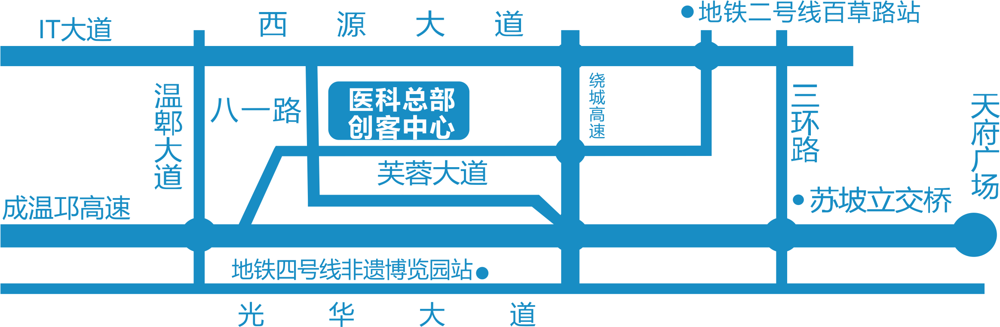 地铁二号线百草路站
IT大道
西源大道
温郫大道
八一路
医科总部
创客中心
绕城高速
三环路
天府广场
芙蓉大道
成温邛高速
苏坡立交桥
地铁四号线非遗博览园站
光华大道